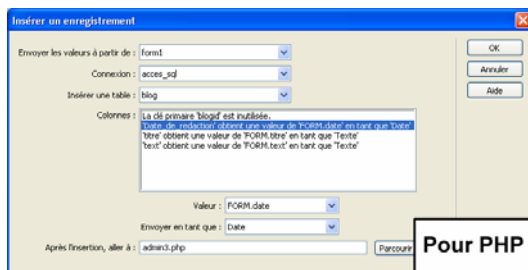 Insérer un enregistrement
Envoyer les valeurs à partir de : form1
OK
Connexion : acces_sql
Annuler
Insérer une table : blog
Aide
Colonnes : La clé primaire 'blogid' est inutilisée.
'Date_de_redaction' obtient une valeur de 'FORM.date' en tant que 'Date'
'titre' obtient une valeur de 'FORM.titre' en tant que 'Texte'
'text' obtient une valeur de 'FORM.text' en tant que 'Texte'
Valeur : FORM.date
Envoyer en tant que : Date
Après l'insertion, aller à : admin3.php
Parcourir
Pour PHP